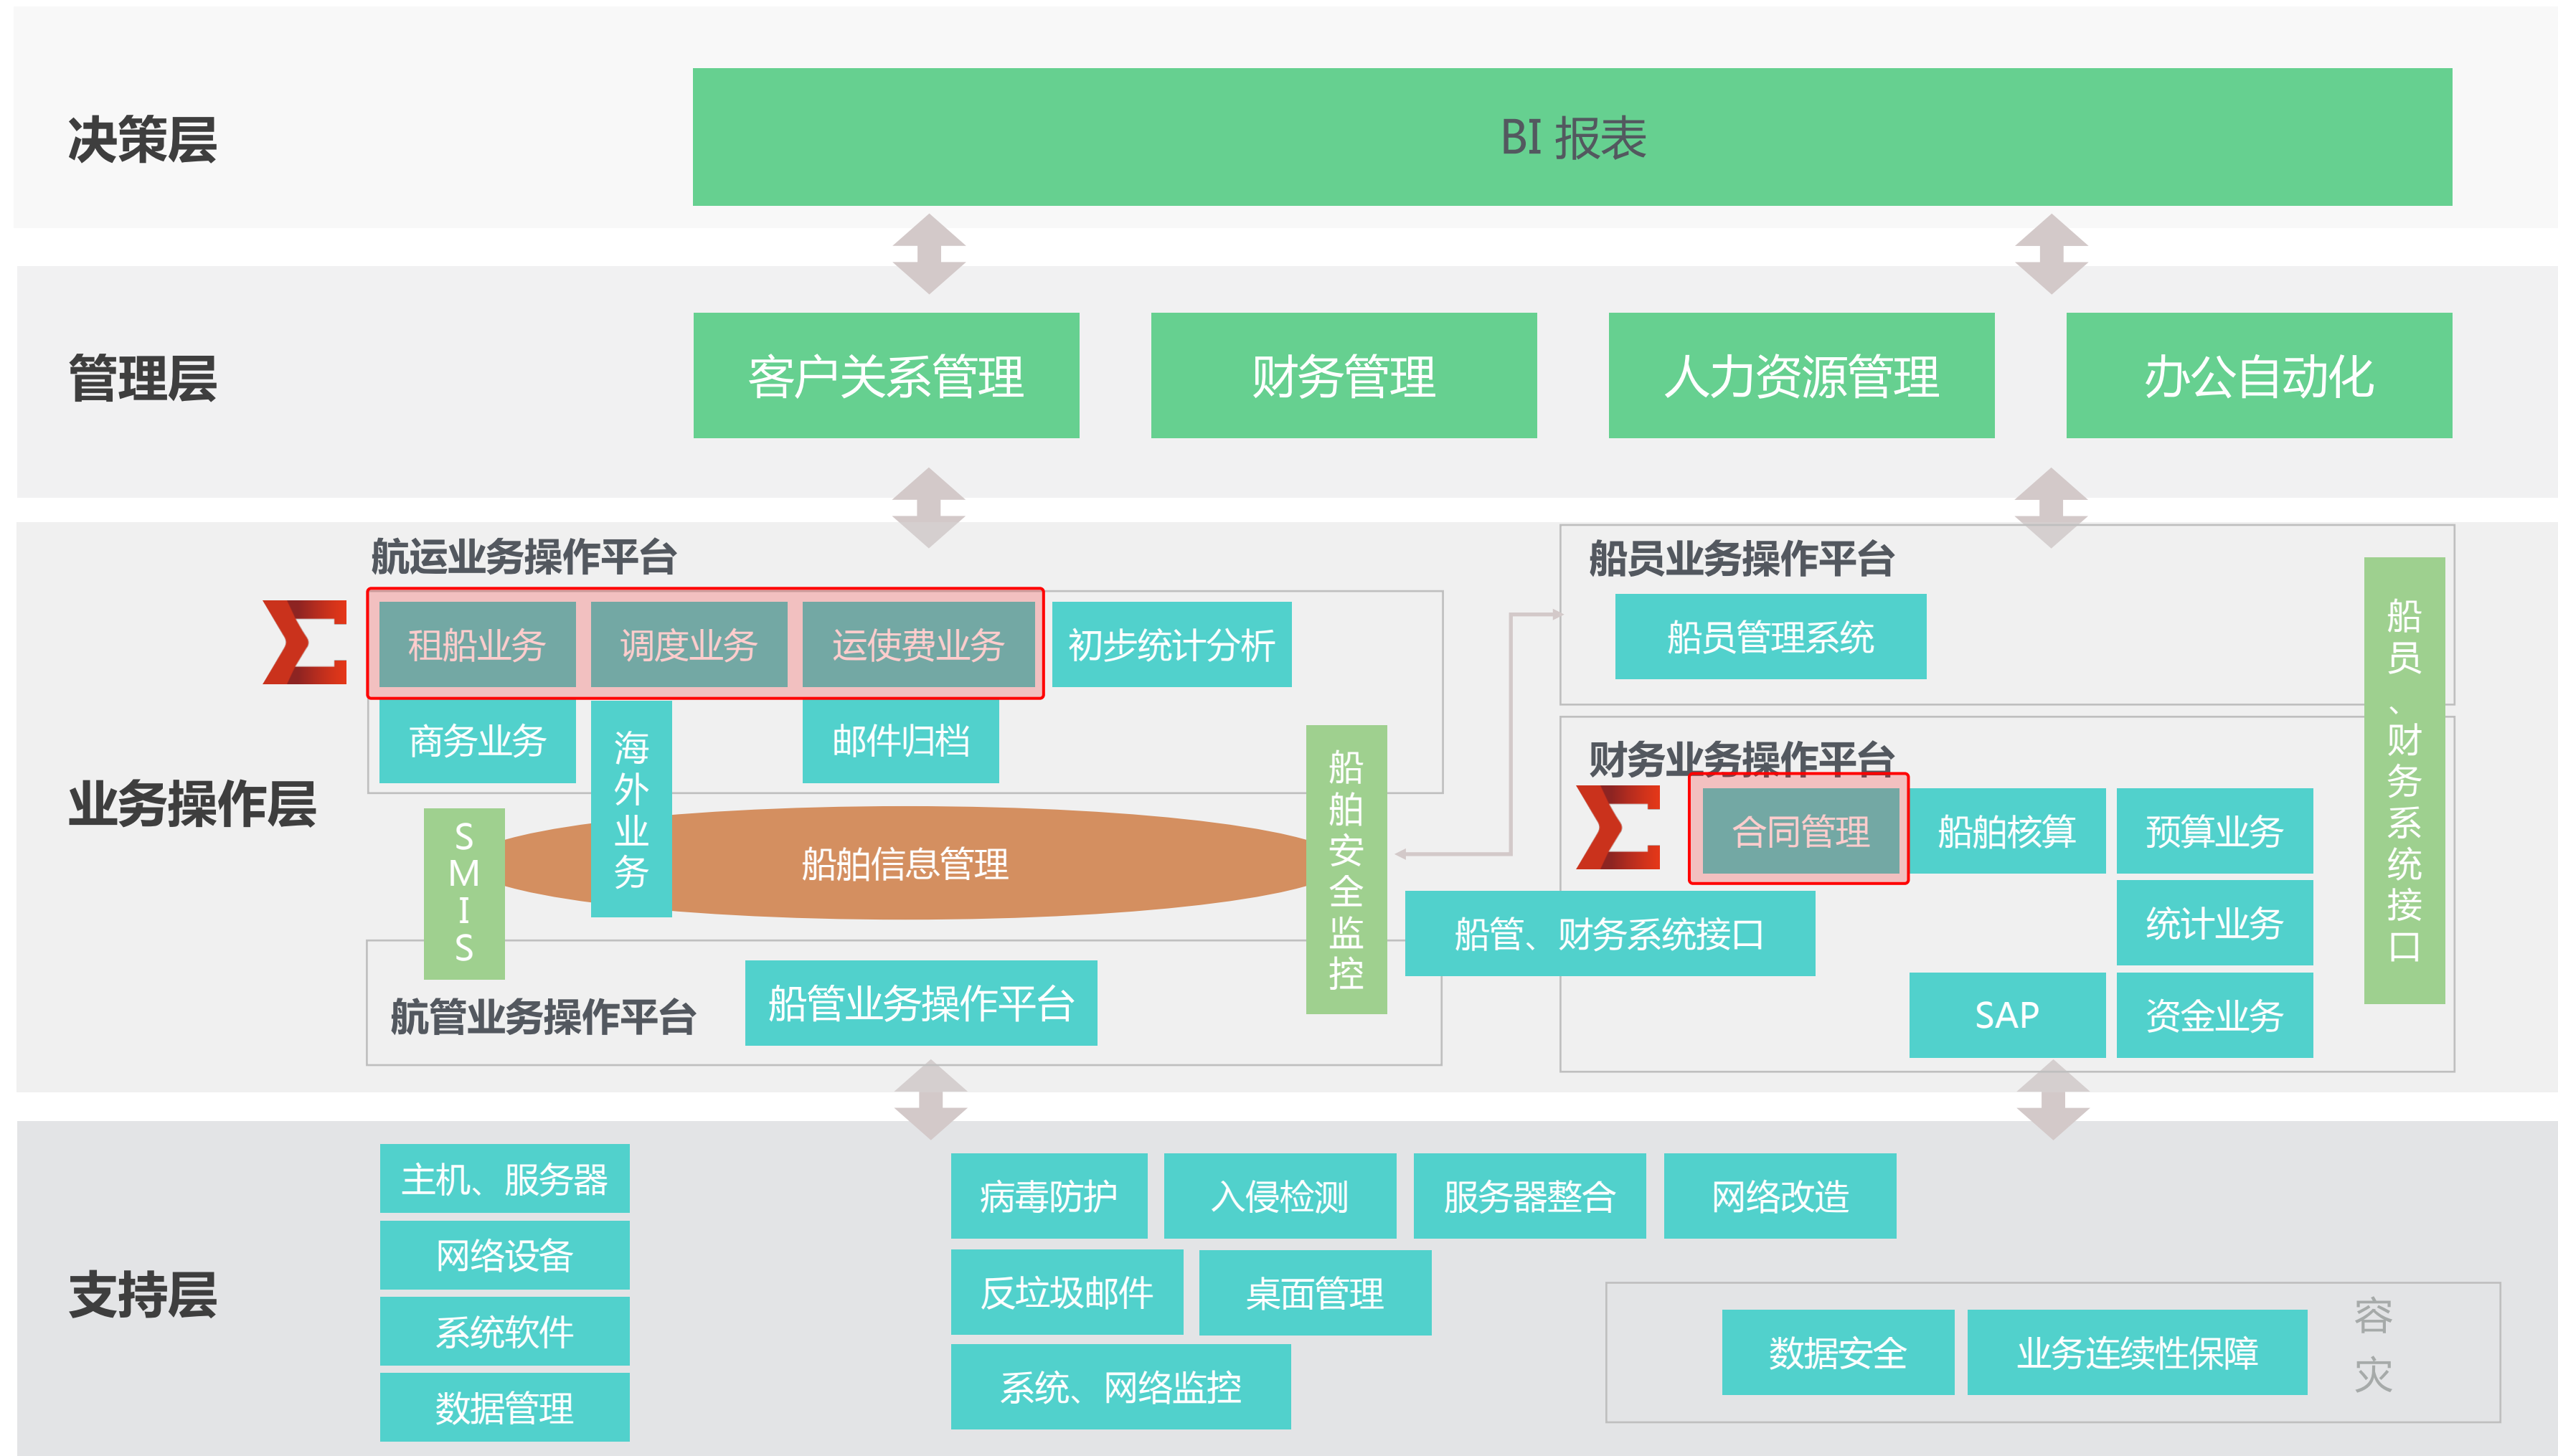 决策层
BI 报表
管理层
客户关系管理
财务管理
人力资源管理
办公自动化
业务操作层
航运业务操作平台
租船业务
调度业务
运使费业务
初步统计分析
商务业务
海外业务
邮件归档
SMIS
船舶信息管理
船舶安全监控
航管业务操作平台
船管业务操作平台
船员业务操作平台
船员管理系统
船员、财务系统接口
财务业务操作平台
合同管理
船舶核算
预算业务
统计业务
船管、财务系统接口
SAP
资金业务
支持层
主机、服务器
网络设备
系统软件
数据管理
病毒防护
入侵检测
服务器整合
网络改造
反垃圾邮件
桌面管理
系统、网络监控
数据安全
业务连续性保障
容灾